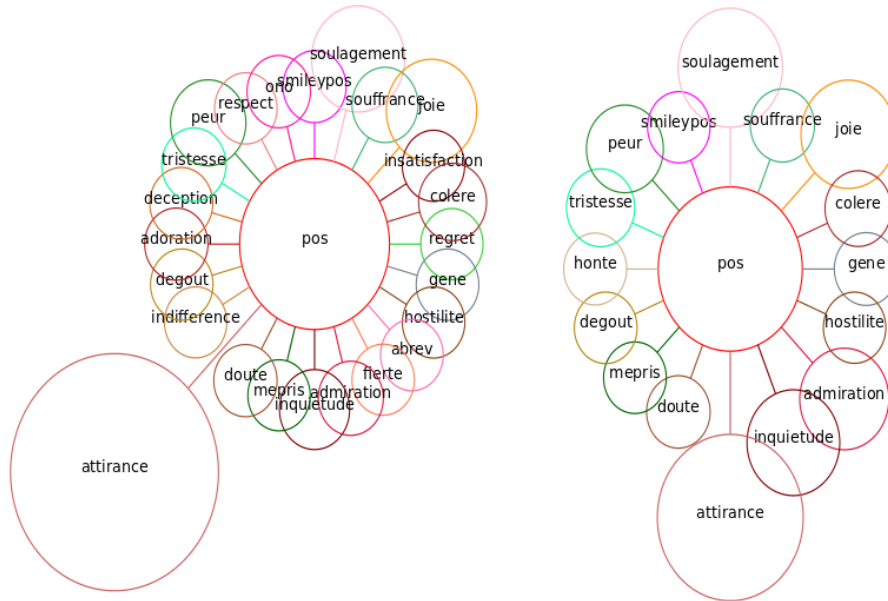 soulagement
smileypos
ono
respect
peur
souffrance
joie
tristesse
insatisfaction
deception
colere
adoration
pos
regret
degout
gene
indifference
hostilite
abrev
doute
mepris
fierte
admiration
inquietude
attirance
soulagement
smileypos
souffrance
joie
peur
tristesse
colere
honte
pos
gene
degout
hostilite
mepris
admiration
doute
inquietude
attirance